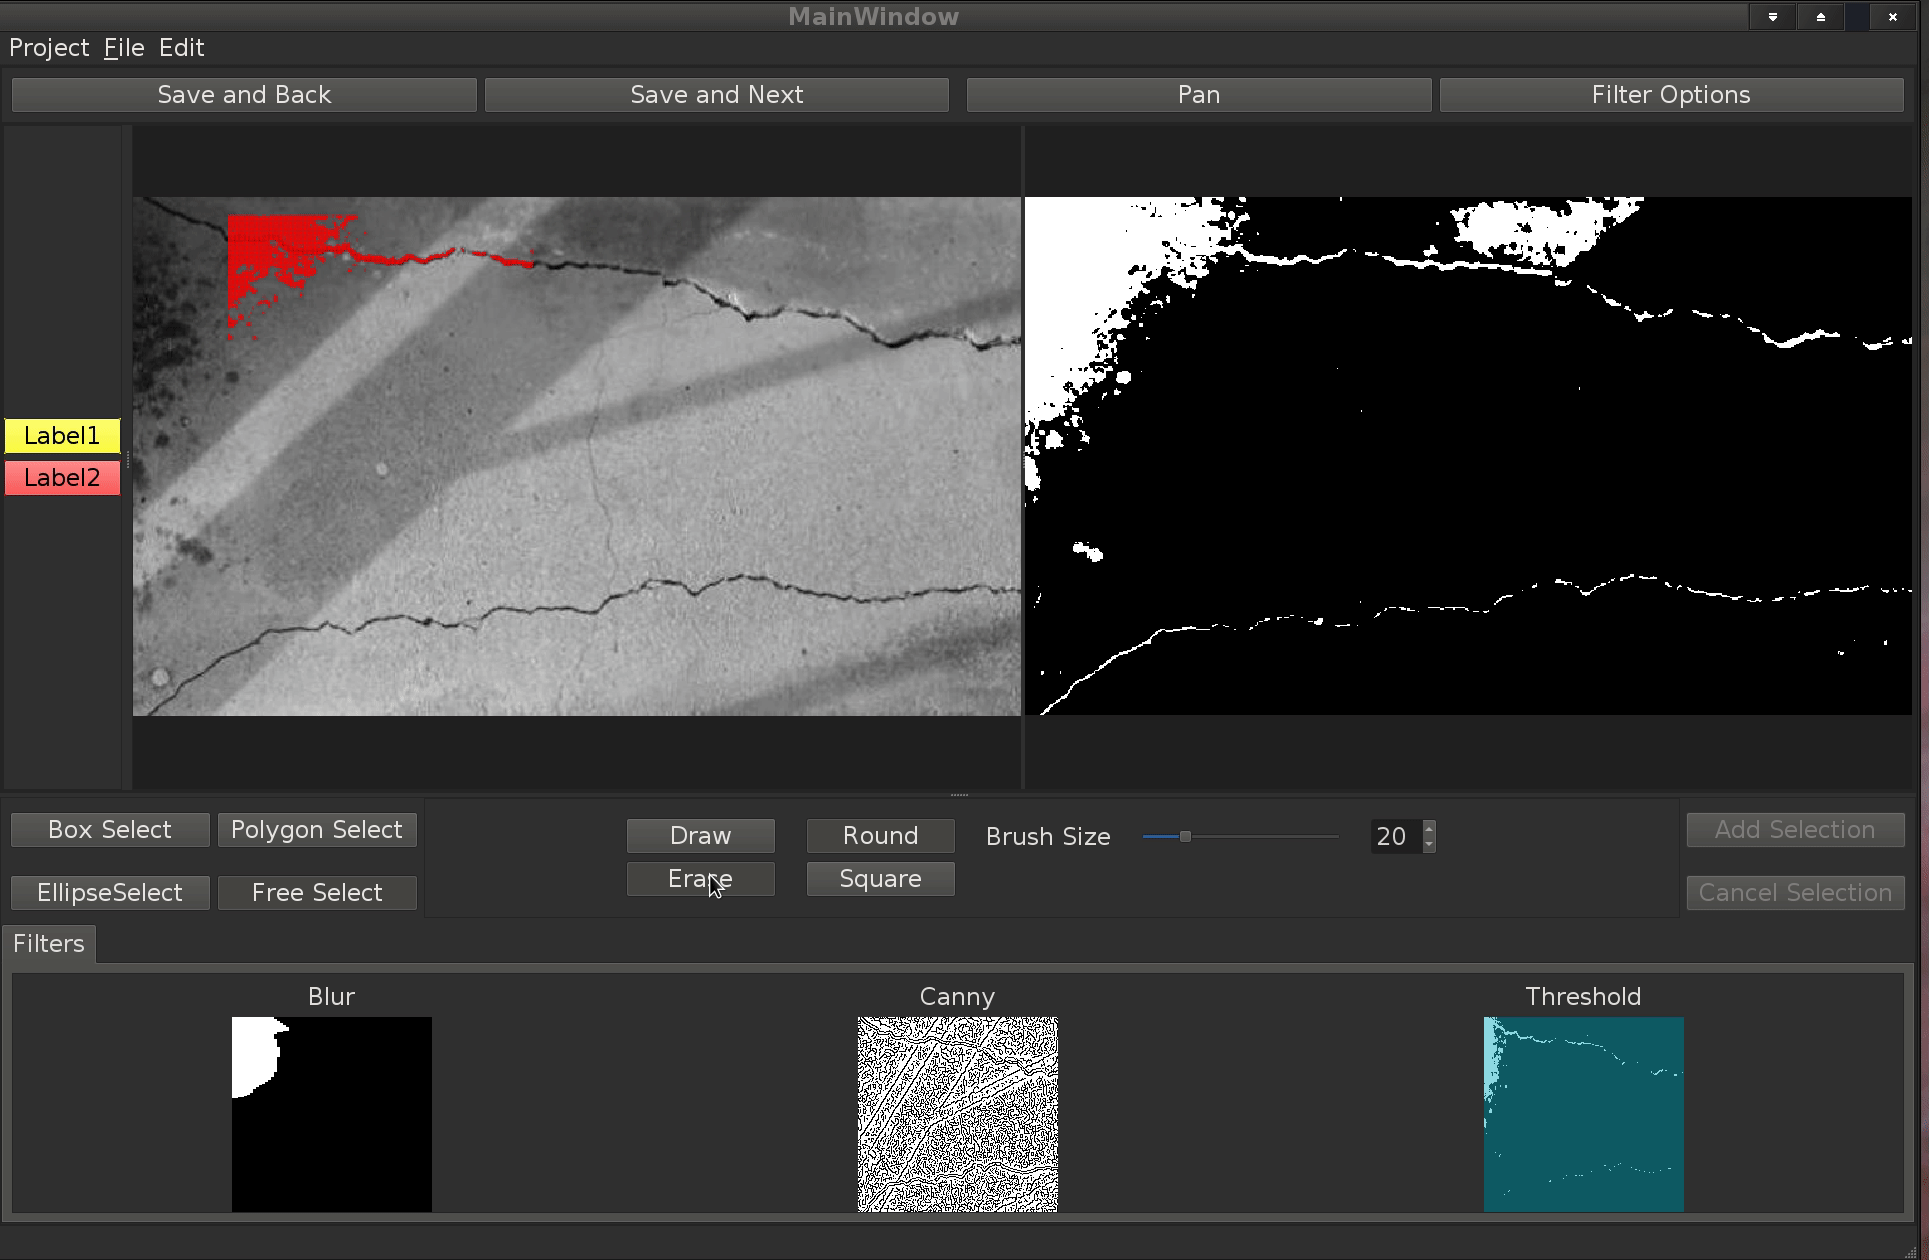 MainWindow
Project File Edit
Save and Back Save and Next Pan Filter Options
Label1
Label2
Box Select Polygon Select Draw Round Brush Size 20 Add Selection
EllipseSelect Free Select Erase Square Cancel Selection
Filters
Blur Canny Threshold